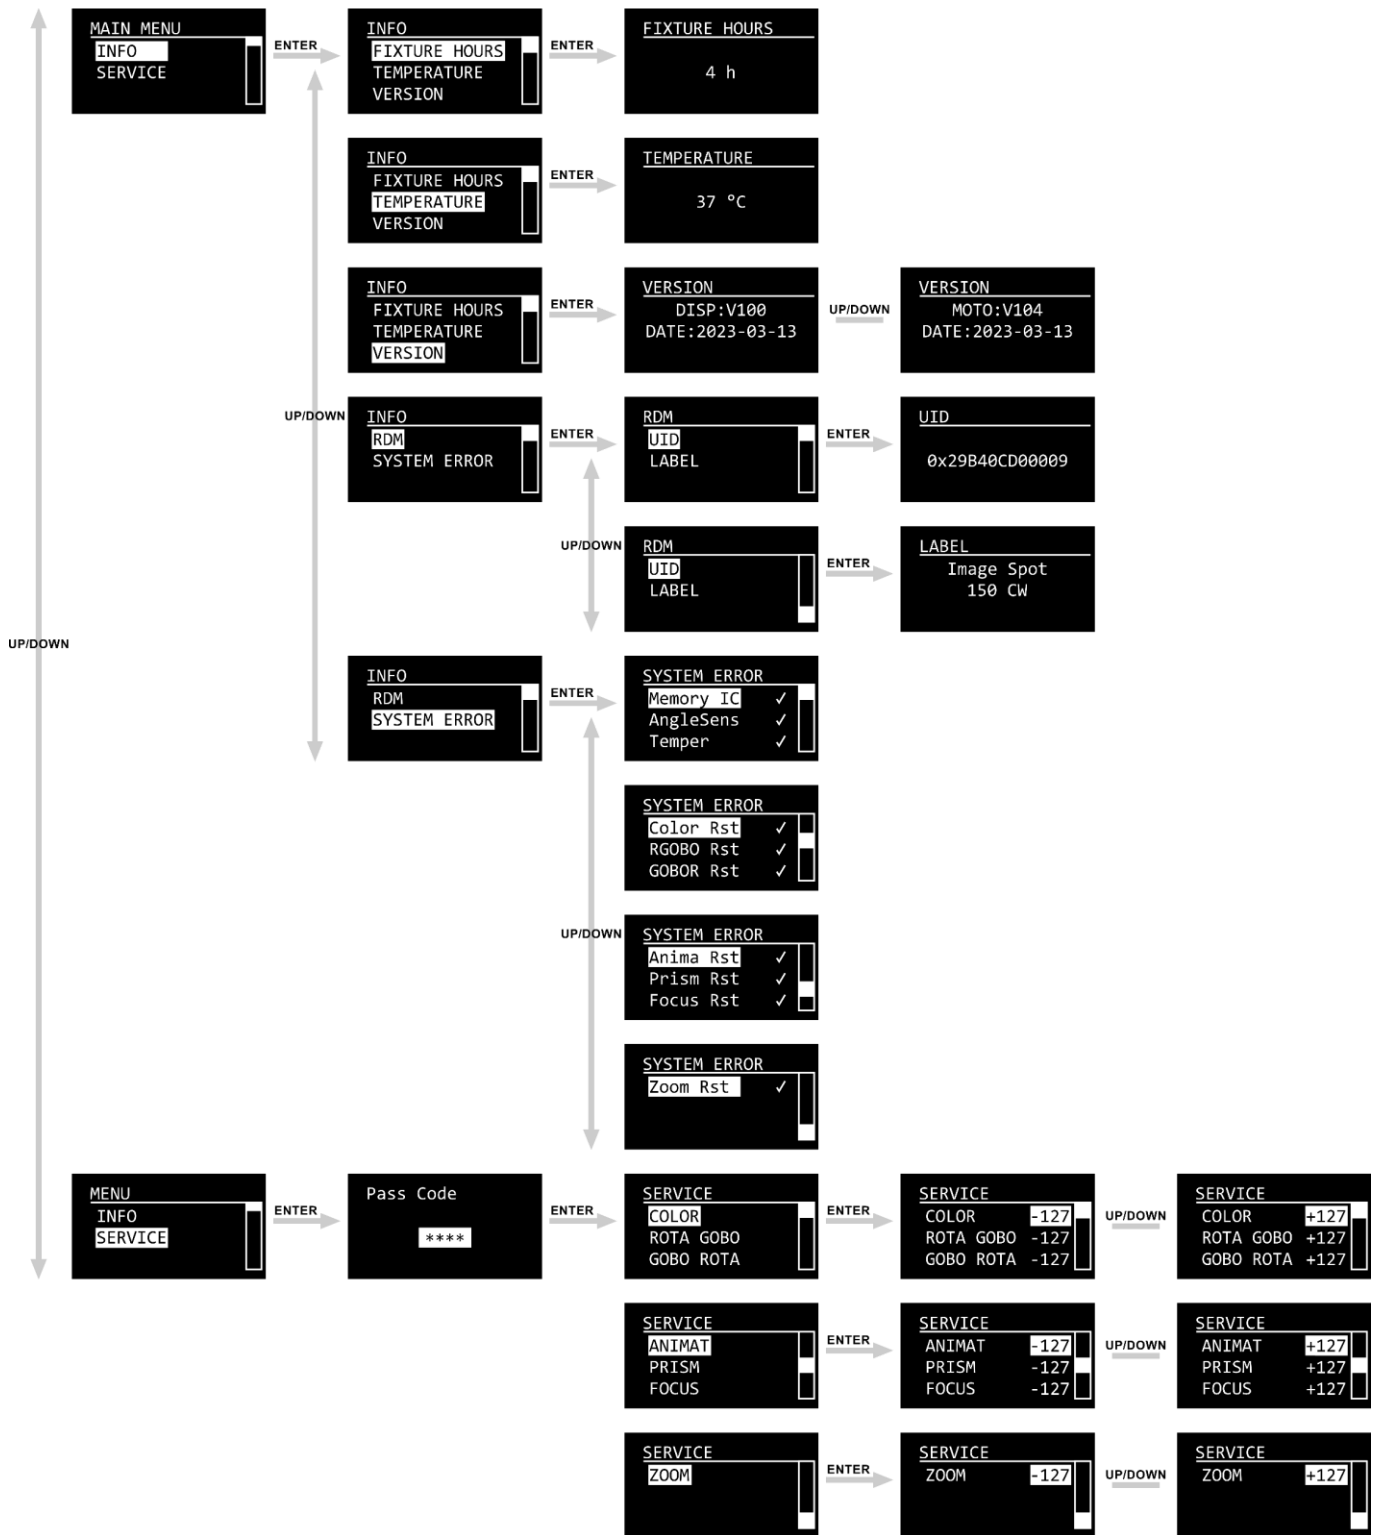 MAIN MENU
INFO
SERVICE
ENTER
INFO
FIXTURE HOURS
TEMPERATURE
VERSION
ENTER
FIXTURE HOURS
4 h
INFO
FIXTURE HOURS
TEMPERATURE
VERSION
ENTER
TEMPERATURE
37 °C
INFO
FIXTURE HOURS
TEMPERATURE
VERSION
ENTER
VERSION
DISP:V100
DATE:2023-03-13
UP/DOWN
VERSION
MOTO:V104
DATE:2023-03-13
UP/DOWN
INFO
RDM
SYSTEM ERROR
ENTER
RDM
UID
LABEL
ENTER
UID
0x29B40CD00009
UP/DOWN
RDM
UID
LABEL
ENTER
LABEL
Image Spot
150 CW
UP/DOWN
INFO
RDM
SYSTEM ERROR
ENTER
SYSTEM ERROR
Memory IC ✓
AngleSens ✓
Temper ✓
SYSTEM ERROR
Color Rst ✓
RGOBO Rst ✓
GOBOR Rst ✓
UP/DOWN
SYSTEM ERROR
Anima Rst ✓
Prism Rst ✓
Focus Rst ✓
SYSTEM ERROR
Zoom Rst ✓
MENU
INFO
SERVICE
ENTER
Pass Code
****
ENTER
SERVICE
COLOR
ROTA GOBO
GOBO ROTA
ENTER
SERVICE
COLOR -127
ROTA GOBO -127
GOBO ROTA -127
UP/DOWN
SERVICE
COLOR +127
ROTA GOBO +127
GOBO ROTA +127
SERVICE
ANIMAT
PRISM
FOCUS
ENTER
SERVICE
ANIMAT -127
PRISM -127
FOCUS -127
UP/DOWN
SERVICE
ANIMAT +127
PRISM +127
FOCUS +127
SERVICE
ZOOM
ENTER
SERVICE
ZOOM -127
UP/DOWN
SERVICE
ZOOM +127